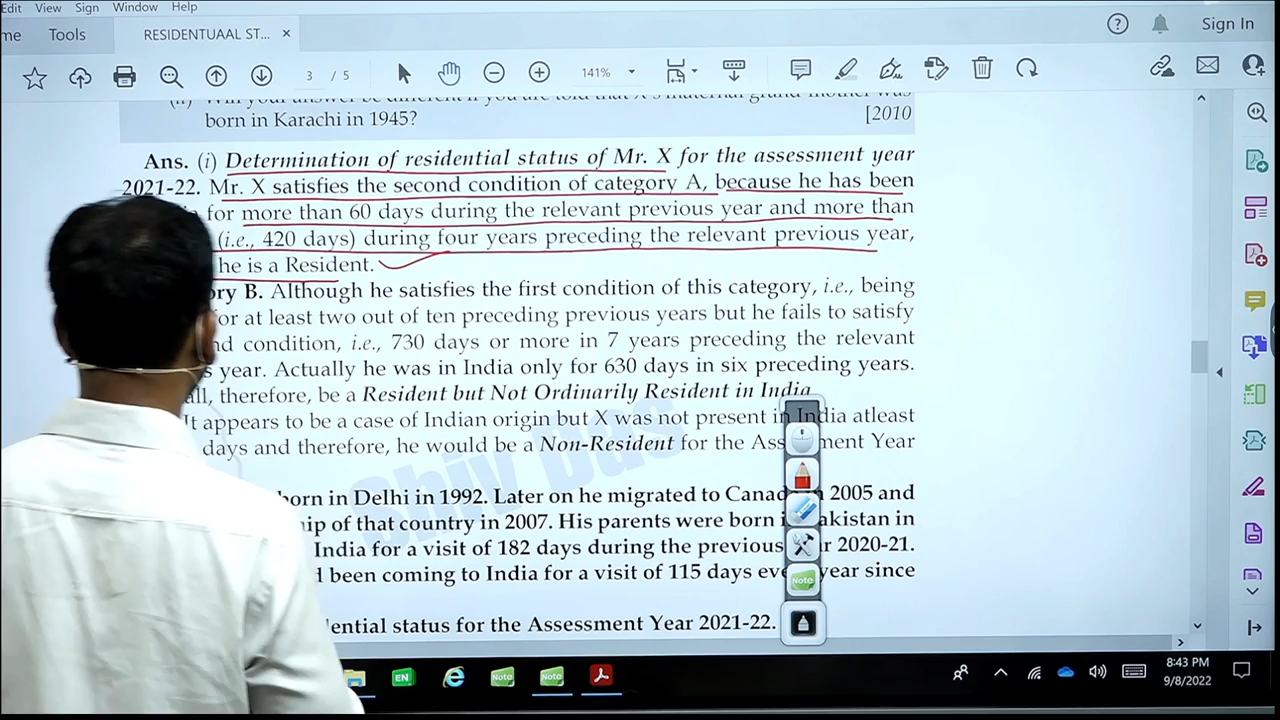 Edit View Sign Window Help
me Tools RESIDENTUAAL ST... × Sign In
3 / 5 141%
born in Karachi in 1945? [2010
Ans. (i) Determination of residential status of Mr. X for the assessment year
2021-22. Mr. X satisfies the second condition of category A, because he has been
for more than 60 days during the relevant previous year and more than
(i.e., 420 days) during four years preceding the relevant previous year,
he is a Resident.
ry B. Although he satisfies the first condition of this category, i.e., being
or at least two out of ten preceding previous years but he fails to satisfy
nd condition, i.e., 730 days or more in 7 years preceding the relevant
s year. Actually he was in India only for 630 days in six preceding years.
all, therefore, be a Resident but Not Ordinarily Resident in India
It appears to be a case of Indian origin but X was not present in India atleast
days and therefore, he would be a Non-Resident for the Ass ment Year
Shiv Das
born in Delhi in 1992. Later on he migrated to Canad 2005 and
ip of that country in 2007. His parents were born i akistan in
India for a visit of 182 days during the previous r 2020-21.
been coming to India for a visit of 115 days eve year since
Note
dential status for the Assessment Year 2021-22.
EN Note Note 8:43 PM
9/8/2022